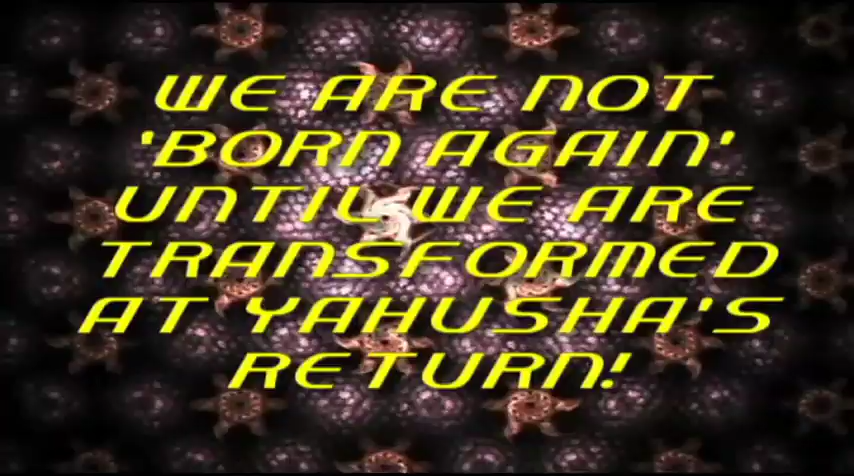 WE ARE NOT
'BORN AGAIN'
UNTIL WE ARE
TRANSFORMED
AT YAHUSHA'S
RETURN!